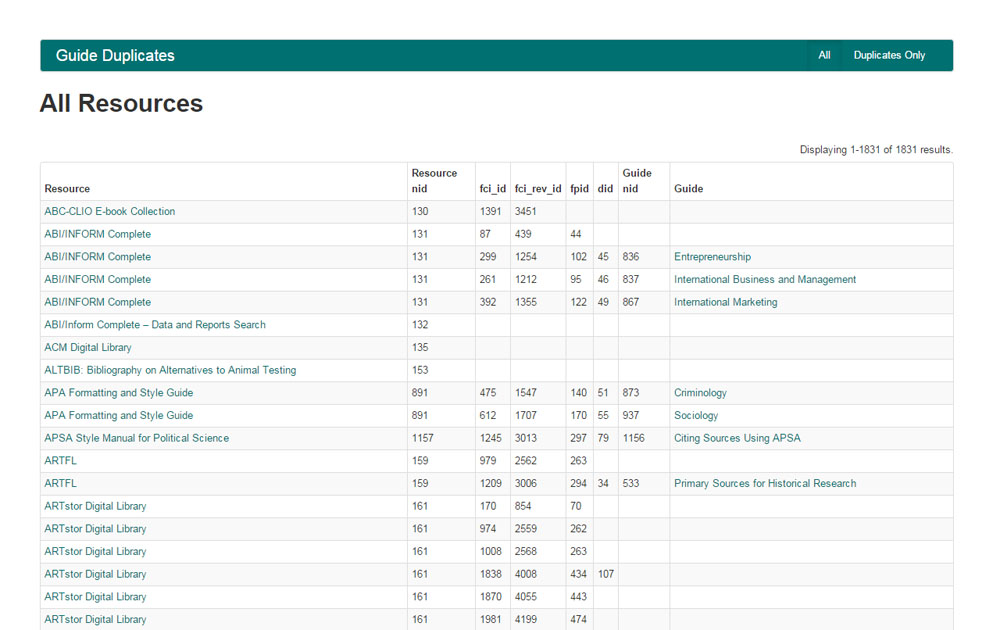 Guide Duplicates All Duplicates Only
All Resources
Displaying 1-1831 of 1831 results.
Resource Resource nid fci_id fci_rev_id fpid did Guide nid Guide
ABC-CLIO E-book Collection 130 1391 3451
ABI/INFORM Complete 131 87 439 44
ABI/INFORM Complete 131 299 1254 102 45 836 Entrepreneurship
ABI/INFORM Complete 131 261 1212 95 46 837 International Business and Management
ABI/INFORM Complete 131 392 1355 122 49 867 International Marketing
ABI/Inform Complete – Data and Reports Search 132
ACM Digital Library 135
ALTBIB: Bibliography on Alternatives to Animal Testing 153
APA Formatting and Style Guide 891 475 1547 140 51 873 Criminology
APA Formatting and Style Guide 891 612 1707 170 55 937 Sociology
APSA Style Manual for Political Science 1157 1245 3013 297 79 1156 Citing Sources Using APSA
ARTFL 159 979 2562 263
ARTFL 159 1209 3006 294 34 533 Primary Sources for Historical Research
ARTstor Digital Library 161 170 854 70
ARTstor Digital Library 161 974 2559 262
ARTstor Digital Library 161 1008 2568 263
ARTstor Digital Library 161 1838 4008 434 107
ARTstor Digital Library 161 1870 4055 443
ARTstor Digital Library 161 1981 4199 474